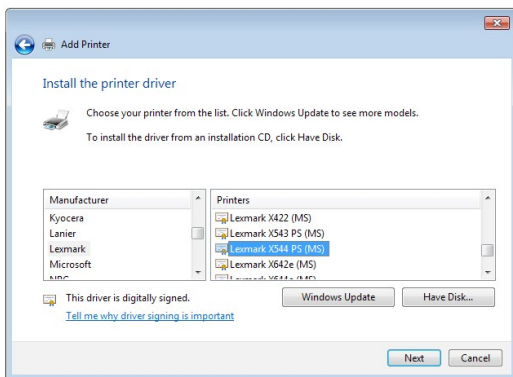 Add Printer
Install the printer driver
Choose your printer from the list. Click Windows Update to see more models.
To install the driver from an installation CD, click Have Disk.
Manufacturer
Kyocera
Lanier
Lexmark
Microsoft
Printers
Lexmark X422 (MS)
Lexmark X543 PS (MS)
Lexmark X544 PS (MS)
Lexmark X642e (MS)
This driver is digitally signed.
Tell me why driver signing is important
Windows Update
Have Disk...
Next
Cancel